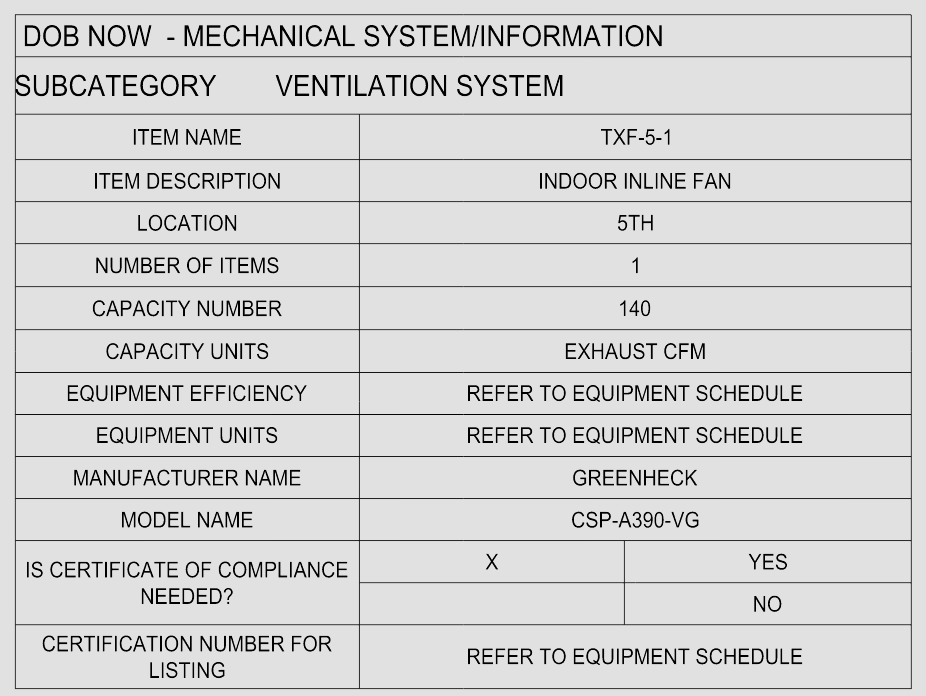 DOB NOW - MECHANICAL SYSTEM/INFORMATION
SUBCATEGORY VENTILATION SYSTEM
ITEM NAME TXF-5-1
ITEM DESCRIPTION INDOOR INLINE FAN
LOCATION 5TH
NUMBER OF ITEMS 1
CAPACITY NUMBER 140
CAPACITY UNITS EXHAUST CFM
EQUIPMENT EFFICIENCY REFER TO EQUIPMENT SCHEDULE
EQUIPMENT UNITS REFER TO EQUIPMENT SCHEDULE
MANUFACTURER NAME GREENHECK
MODEL NAME CSP-A390-VG
IS CERTIFICATE OF COMPLIANCE
NEEDED?
X YES
NO
CERTIFICATION NUMBER FOR
LISTING
REFER TO EQUIPMENT SCHEDULE